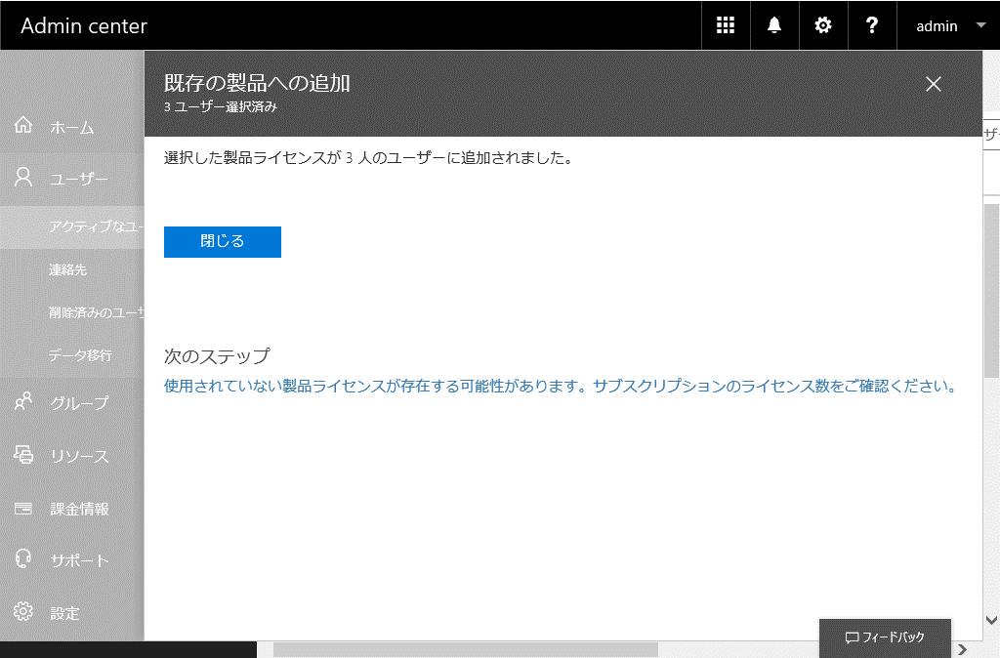 Admin center
?
admin
既存の製品への追加
3 ユーザー選択済み
選択した製品ライセンスが 3 人のユーザーに追加されました。
閉じる
次のステップ
使用されていない製品ライセンスが存在する可能性があります。サブスクリプションのライセンス数をご確認ください。
ホーム
ユーザー
アクティブなユー
連絡先
削除済みのユーザ
データ移行
グループ
リソース
課金情報
サポート
設定
ザー
フィードバック